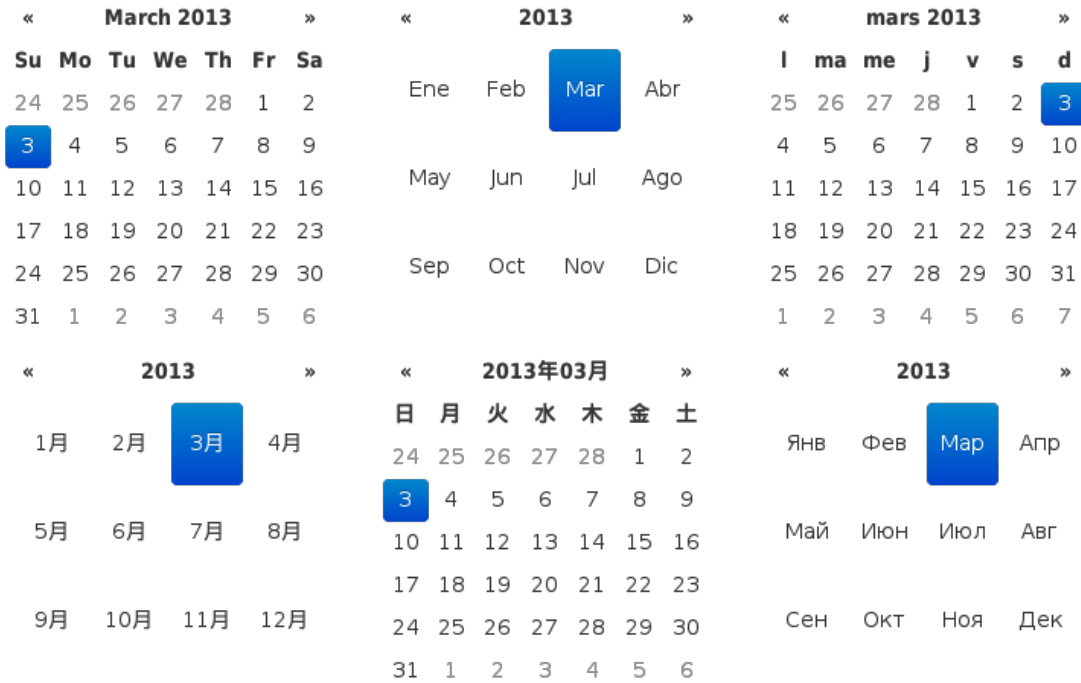 « March 2013 »
Su Mo Tu We Th Fr Sa
24 25 26 27 28 1 2
3 4 5 6 7 8 9
10 11 12 13 14 15 16
17 18 19 20 21 22 23
24 25 26 27 28 29 30
31 1 2 3 4 5 6
« 2013 »
Ene Feb Mar Abr
May Jun Jul Ago
Sep Oct Nov Dic
« mars 2013 »
l ma me j v s d
25 26 27 28 1 2 3
4 5 6 7 8 9 10
11 12 13 14 15 16 17
18 19 20 21 22 23 24
25 26 27 28 29 30 31
1 2 3 4 5 6 7
« 2013 »
1月 2月 3月 4月
5月 6月 7月 8月
9月 10月 11月 12月
« 2013年03月 »
日 月 火 水 木 金 土
24 25 26 27 28 1 2
3 4 5 6 7 8 9
10 11 12 13 14 15 16
17 18 19 20 21 22 23
24 25 26 27 28 29 30
31 1 2 3 4 5 6
« 2013 »
Янв Фев Мар Апр
Май Июн Июл Авг
Сен Окт Ноя Дек